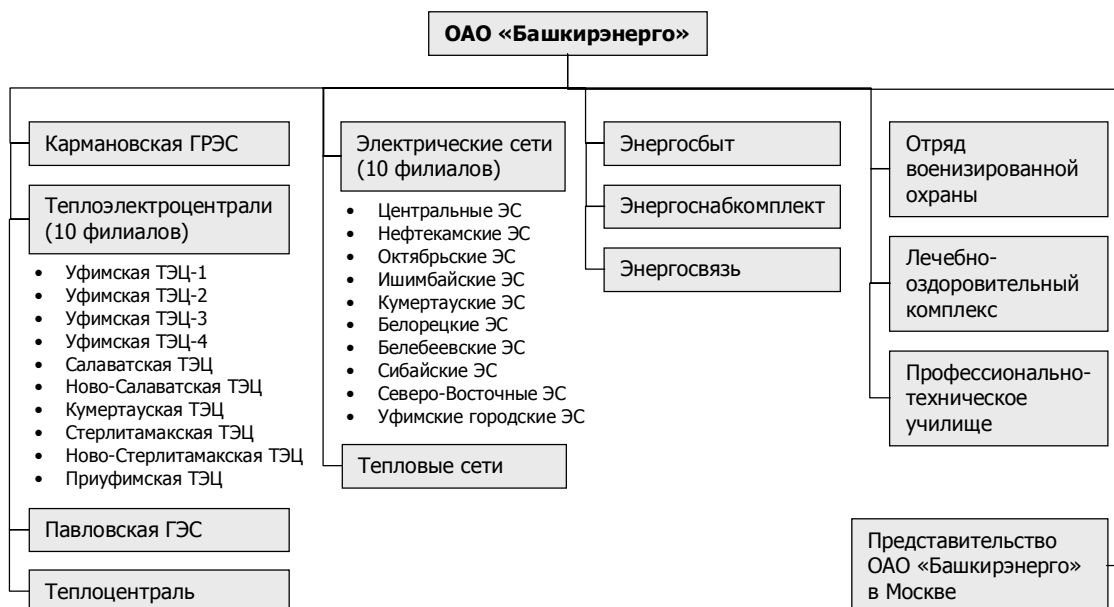 ОАО «Башкирэнерго»
Кармановская ГРЭС
Теплоэлектроцентрали
(10 филиалов)
• Уфимская ТЭЦ-1
• Уфимская ТЭЦ-2
• Уфимская ТЭЦ-3
• Уфимская ТЭЦ-4
• Салаватская ТЭЦ
• Ново-Салаватская ТЭЦ
• Кумертауская ТЭЦ
• Стерлитамакская ТЭЦ
• Ново-Стерлитамакская ТЭЦ
• Приуфимская ТЭЦ
Павловская ГЭС
Теплоцентраль
Электрические сети
(10 филиалов)
• Центральные ЭС
• Нефтекамские ЭС
• Октябрьские ЭС
• Ишимбайские ЭС
• Кумертауские ЭС
• Белорецкие ЭС
• Белебеевские ЭС
• Сибайские ЭС
• Северо-Восточные ЭС
• Уфимские городские ЭС
Тепловые сети
Энергосбыт
Энергоснабкомплект
Энергосвязь
Отряд
военизированной
охраны
Лечебно-
оздоровительный
комплекс
Профессионально-
техническое
училище
Представительство
ОАО «Башкирэнерго»
в Москве